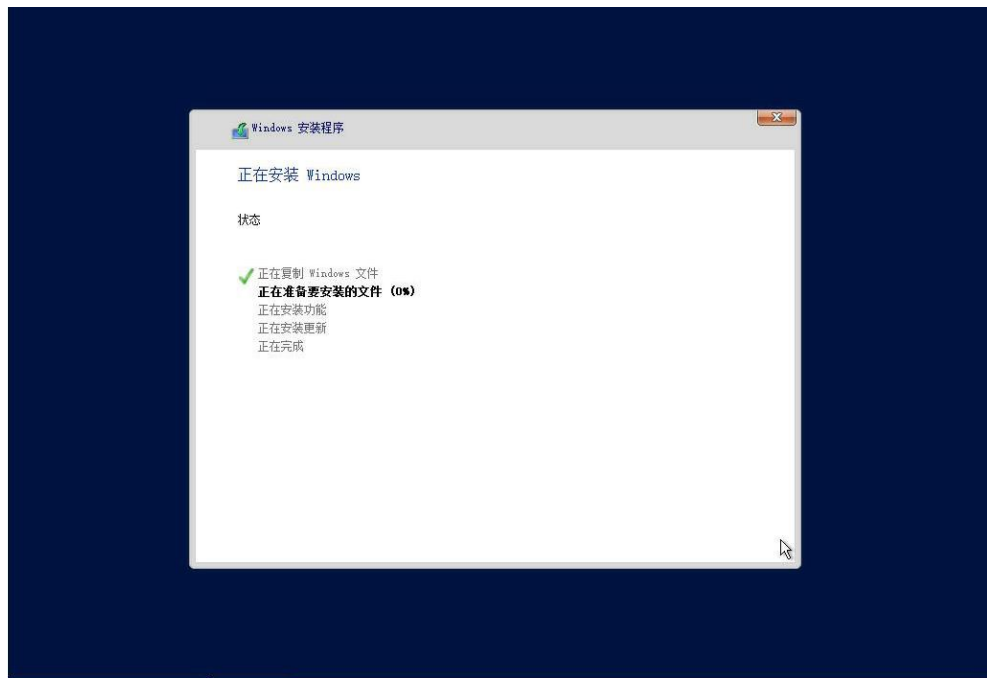 Windows 安装程序
正在安装 Windows
状态
正在复制 Windows 文件
正在准备要安装的文件 (0%)
正在安装功能
正在安装更新
正在完成